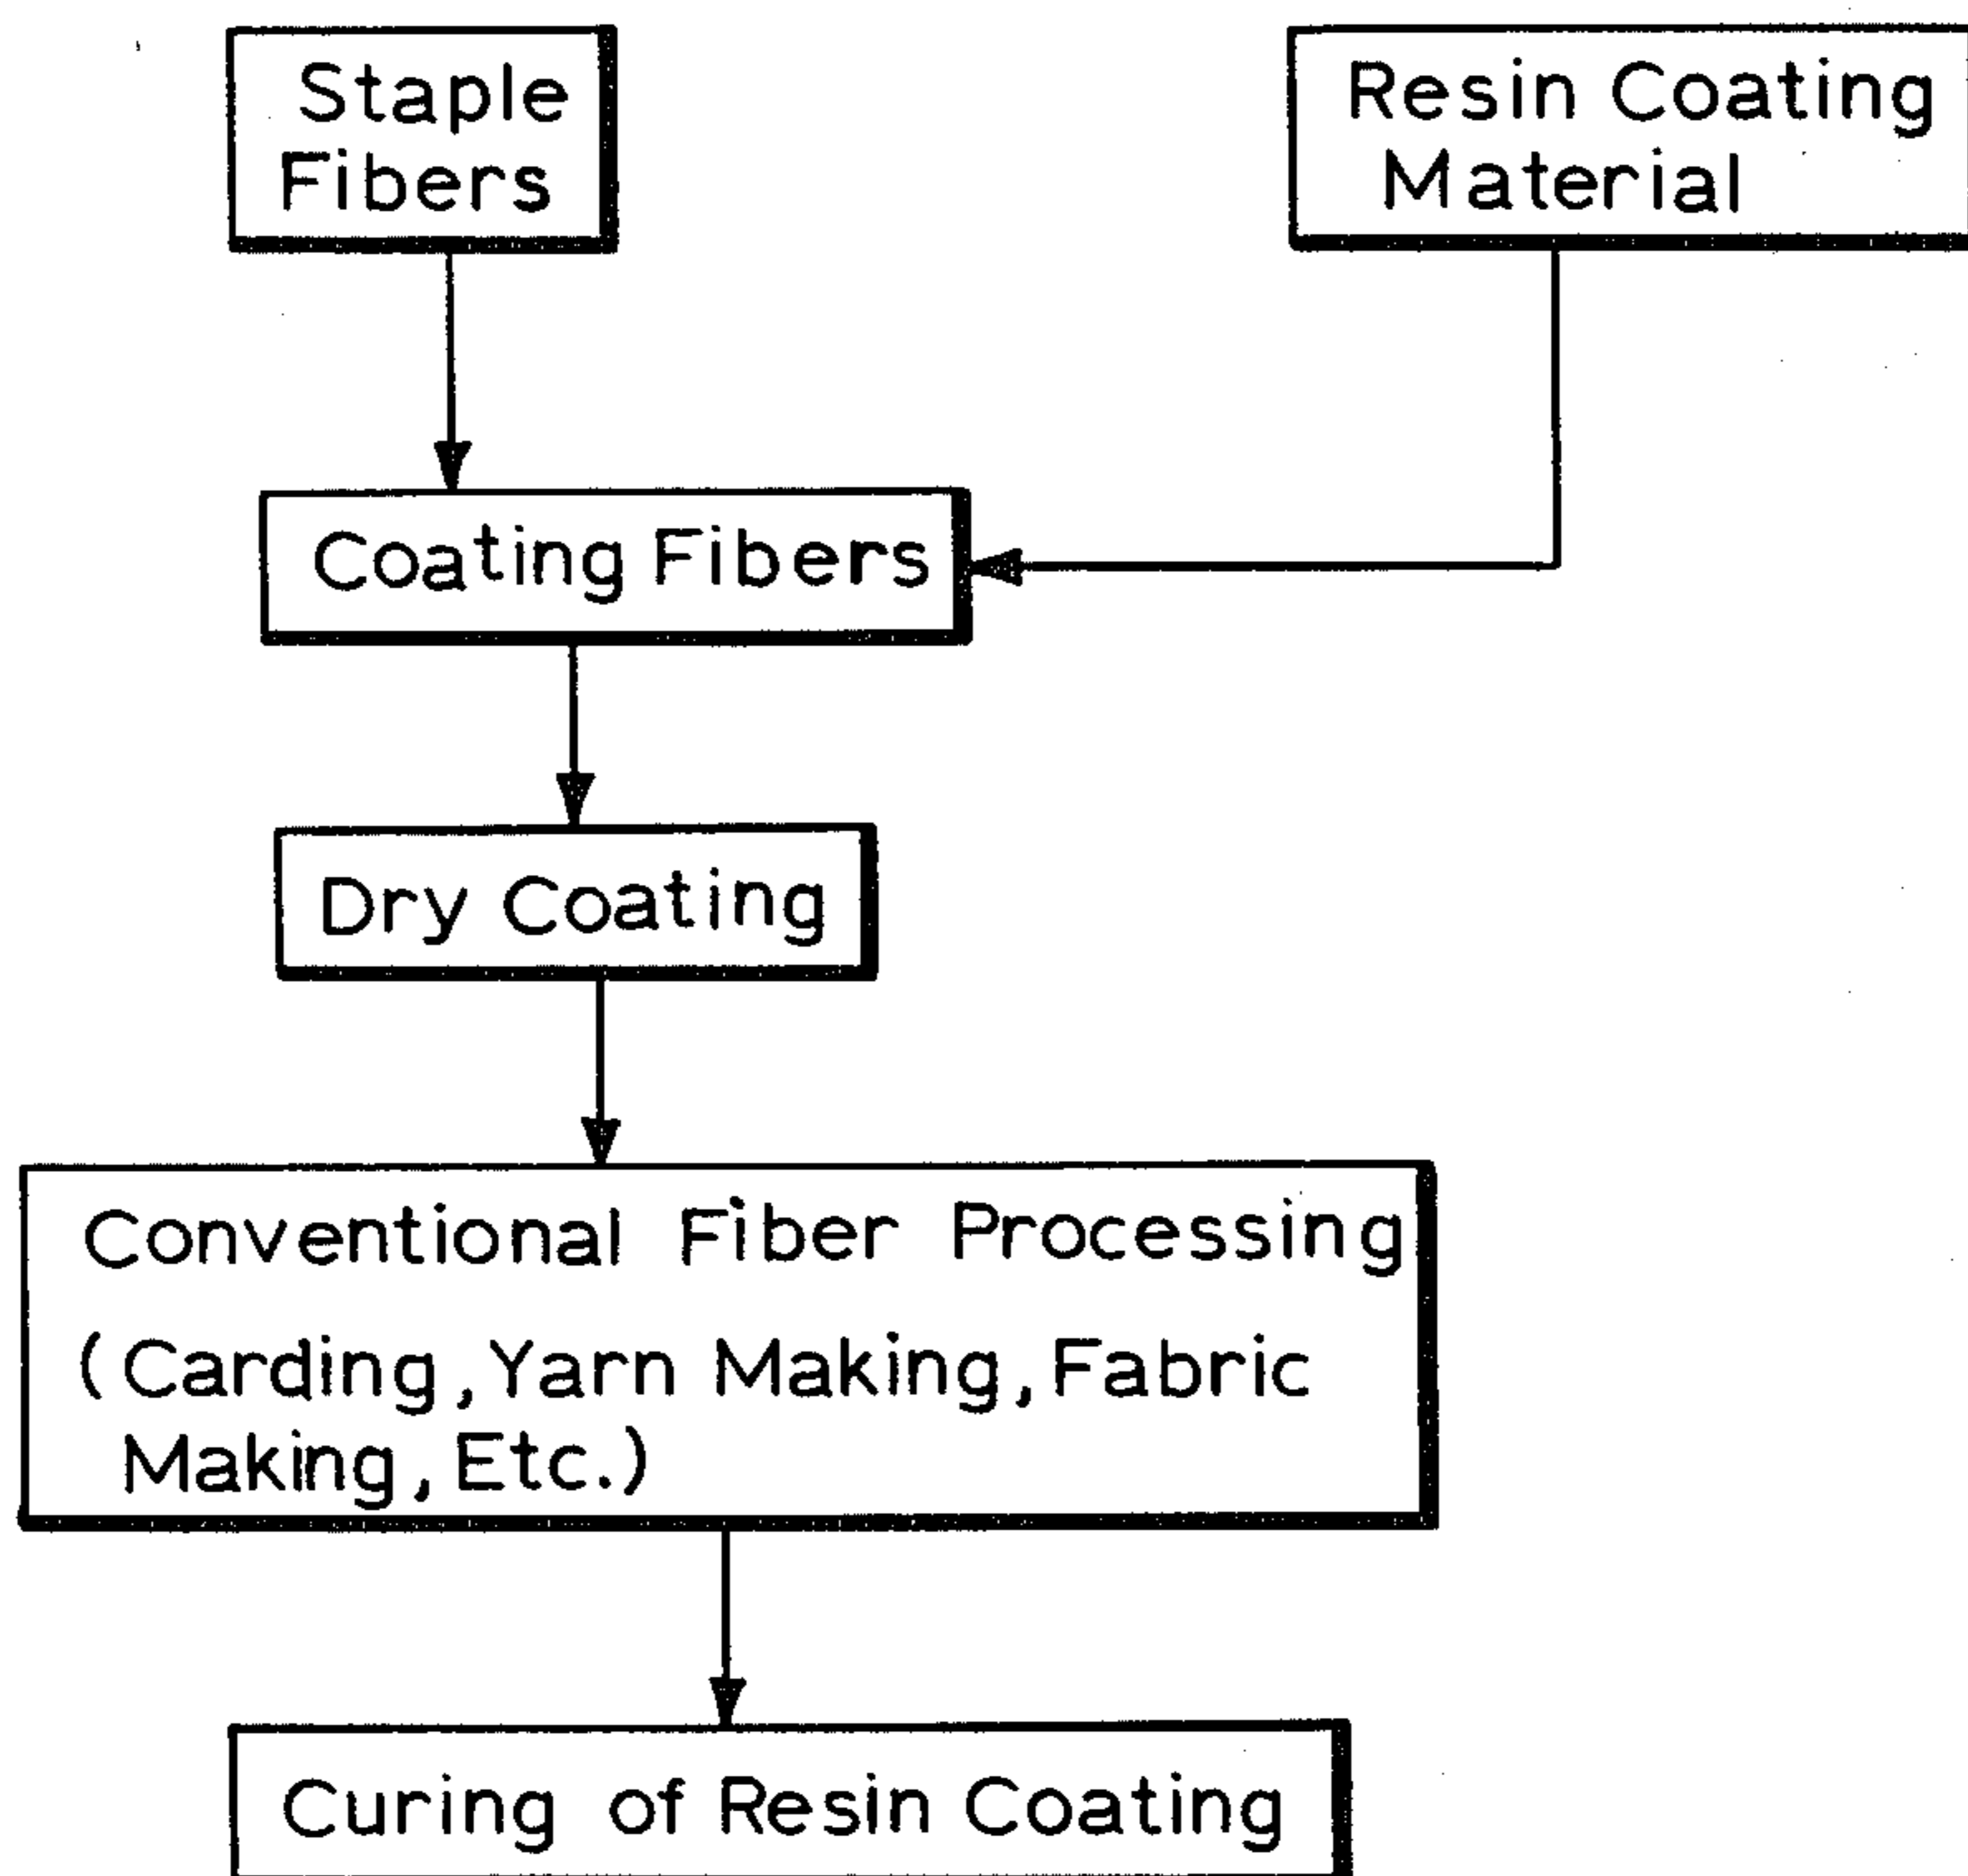 Staple
Fibers
Resin Coating
Material
Coating Fibers
Dry Coating
Conventional Fiber Processing
(Carding, Yarn Making, Fabric
Making, Etc.)
Curing of Resin Coating